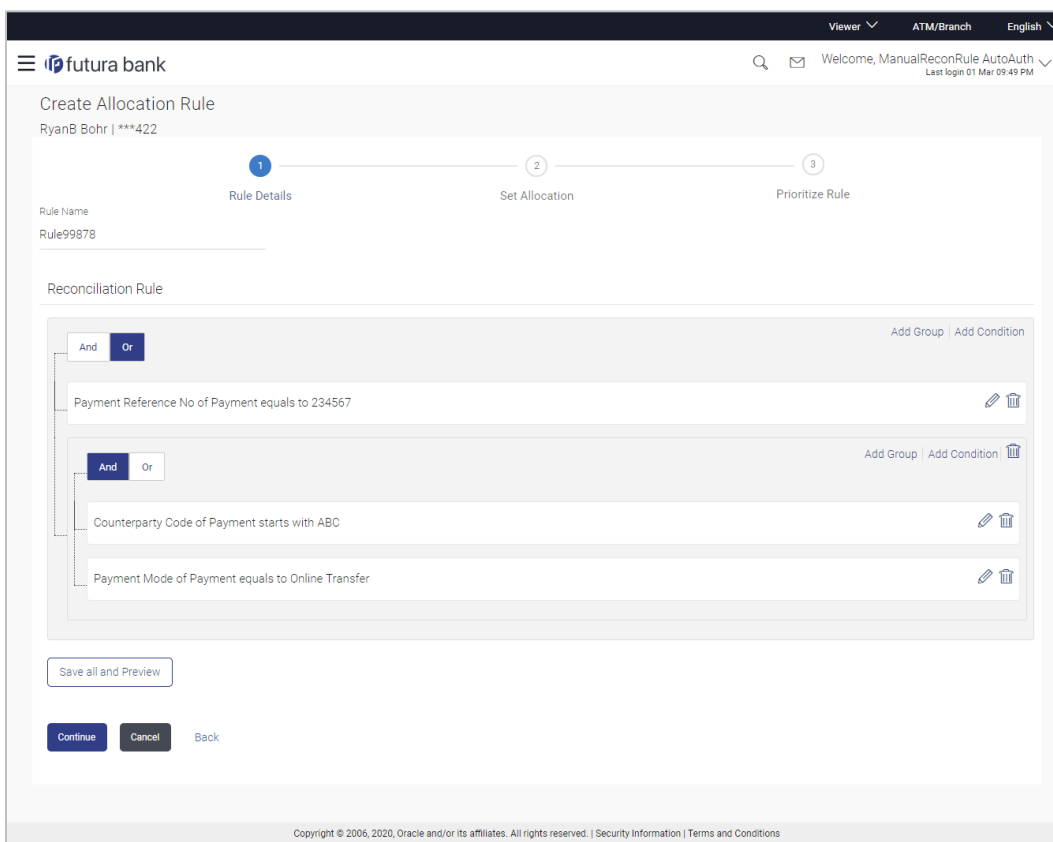 Viewer ATM/Branch English
futura bank
Welcome, ManualReconRule AutoAuth
Last login 01 Mar 09:49 PM
Create Allocation Rule
RyanB Bohr | ***422
1 2 3
Rule Details Set Allocation Prioritize Rule
Rule Name
Rule99878
Reconciliation Rule
And Or Add Group Add Condition
Payment Reference No of Payment equals to 234567
And Or Add Group Add Condition
Counterparty Code of Payment starts with ABC
Payment Mode of Payment equals to Online Transfer
Save all and Preview
Continue Cancel Back
Copyright © 2006, 2020, Oracle and/or its affiliates. All rights reserved. | Security Information | Terms and Conditions